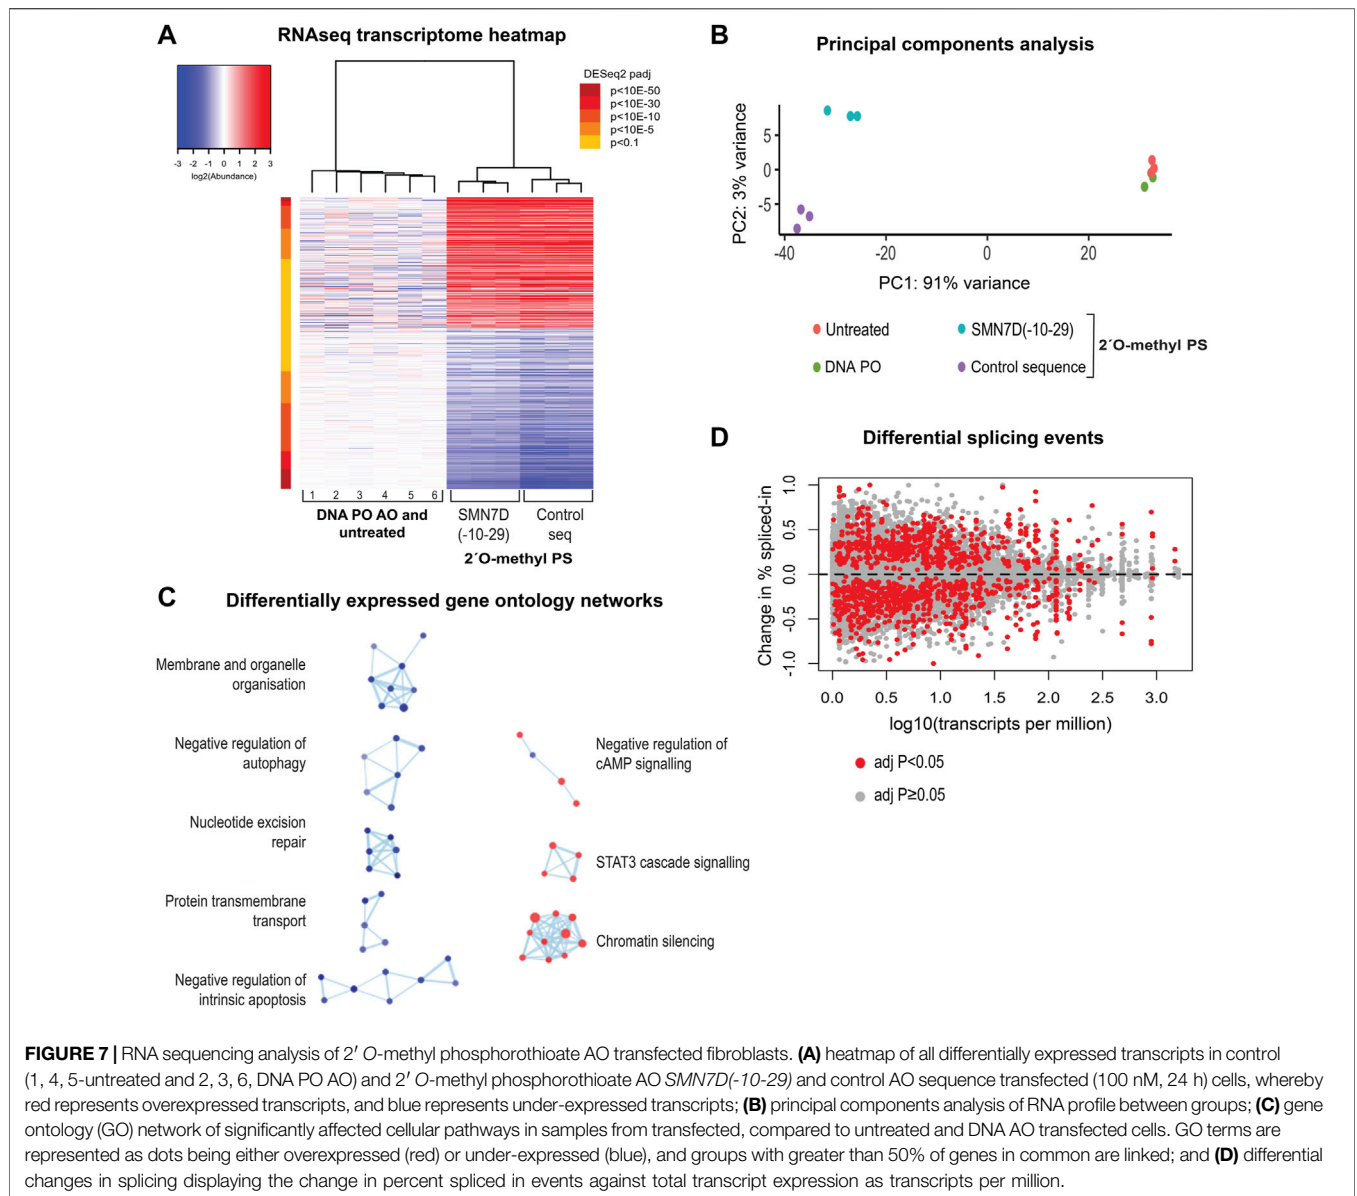 A
RNAseq transcriptome heatmap
-3 -2 -1 0 1 2 3
log2(Abundance)
DESeq2 padj
p<10E-50
p<10E-30
p<10E-10
p<10E-5
p<0.1
1 2 3 4 5 6
DNA PO AO and
untreated
SMN7D
(-10-29)
Control
seq
2´O-methyl PS
B
Principal components analysis
PC2: 3% variance
5
0
-5
-40 -20 0 20
PC1: 91% variance
Untreated
DNA PO
SMN7D(-10-29)
Control sequence
2´O-methyl PS
C
Differentially expressed gene ontology networks
Membrane and organelle
organisation
Negative regulation of
autophagy
Nucleotide excision
repair
Protein transmembrane
transport
Negative regulation of
intrinsic apoptosis
Negative regulation of
cAMP signalling
STAT3 cascade signalling
Chromatin silencing
D
Differential splicing events
Change in % spliced-in
1.0
0.5
0.0
-0.5
-1.0
0.0 0.5 1.0 1.5 2.0 2.5 3.0
log10(transcripts per million)
adj P<0.05
adj P≥0.05
FIGURE 7 | RNA sequencing analysis of 2′ O-methyl phosphorothioate AO transfected fibroblasts. (A) heatmap of all differentially expressed transcripts in control
(1, 4, 5-untreated and 2, 3, 6, DNA PO AO) and 2′ O-methyl phosphorothioate AO SMN7D(-10-29) and control AO sequence transfected (100 nM, 24 h) cells, whereby
red represents overexpressed transcripts, and blue represents under-expressed transcripts; (B) principal components analysis of RNA profile between groups; (C) gene
ontology (GO) network of significantly affected cellular pathways in samples from transfected, compared to untreated and DNA AO transfected cells. GO terms are
represented as dots being either overexpressed (red) or under-expressed (blue), and groups with greater than 50% of genes in common are linked; and (D) differential
changes in splicing displaying the change in percent spliced in events against total transcript expression as transcripts per million.